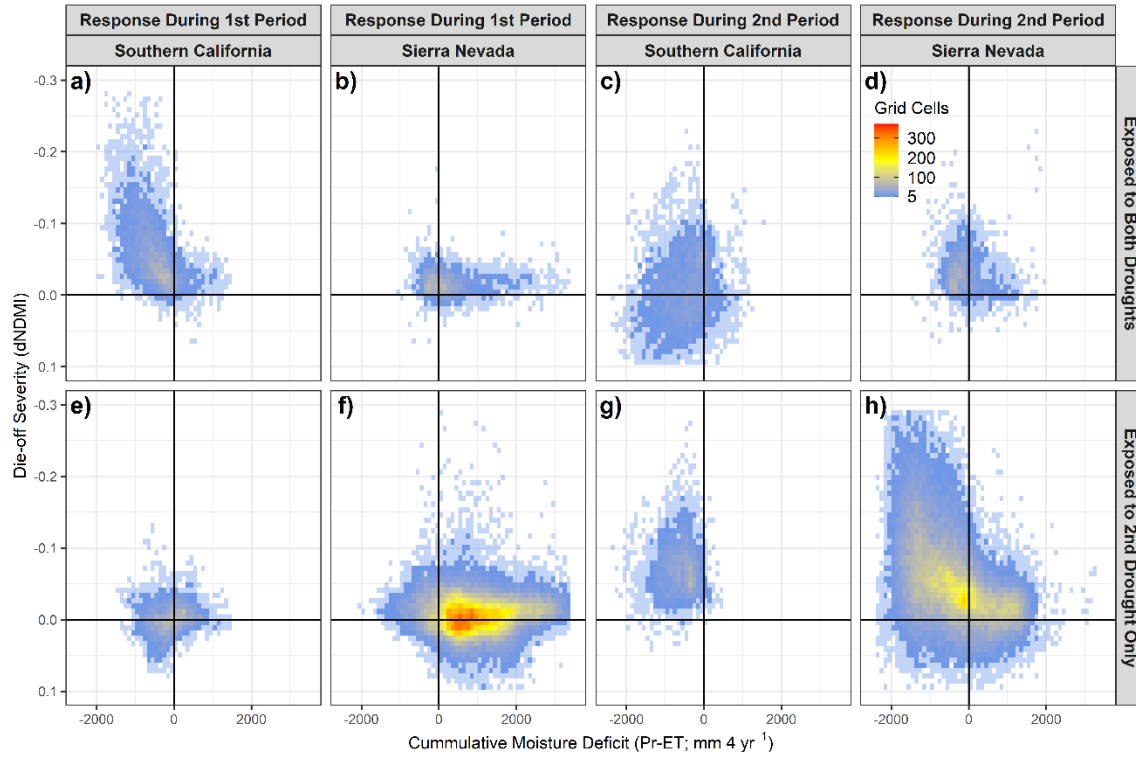 Response During 1st Period
Response During 1st Period
Response During 2nd Period
Response During 2nd Period
Southern California
Sierra Nevada
Southern California
Sierra Nevada
a)
b)
c)
d)
Grid Cells
300
200
100
5
-0.3
-0.2
-0.1
0.0
0.1
Exposed to Both Droughts
Die-off Severity (dNDMI)
e)
f)
g)
h)
-0.3
-0.2
-0.1
0.0
0.1
Exposed to 2nd Drought Only
-2000
0
2000
-2000
0
2000
-2000
0
2000
-2000
0
2000
Cummulative Moisture Deficit (Pr-ET; mm 4 yr ¹)